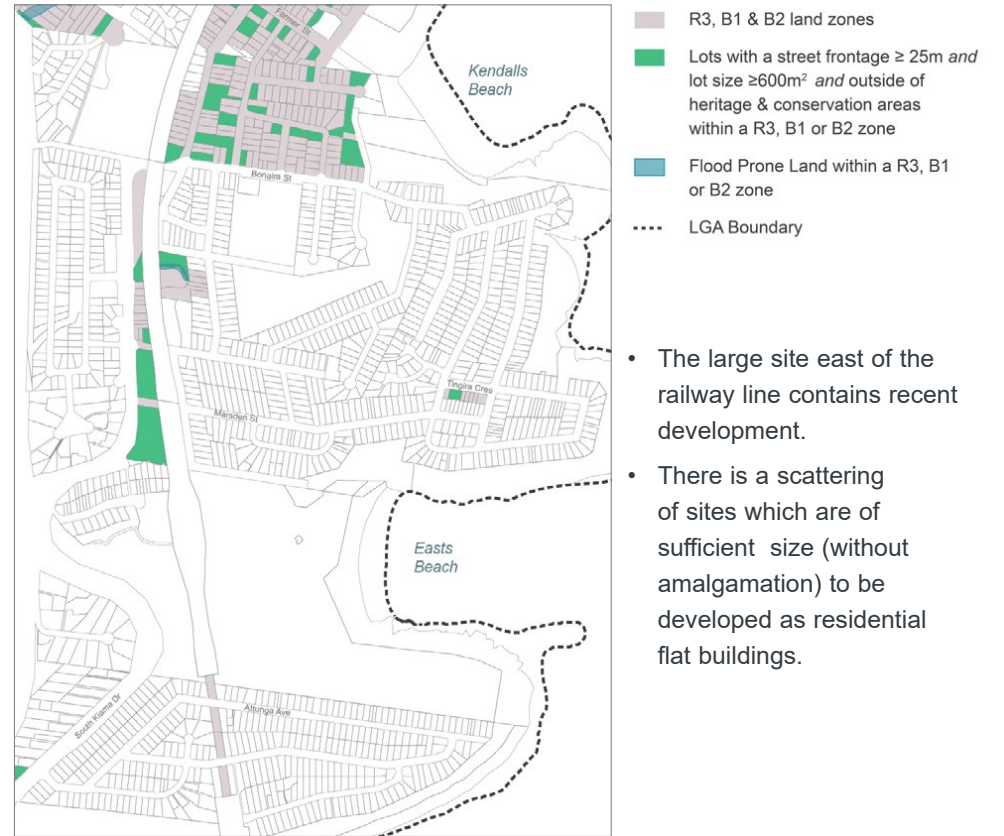 Farmer St
Kendalls
Beach
Bonaira St
Tingira Cres
Marsden St
Easts
Beach
Altunga Ave
South Kiama Dr
R3, B1 & B2 land zones
Lots with a street frontage ≥ 25m and
lot size ≥600m² and outside of
heritage & conservation areas
within a R3, B1 or B2 zone
Flood Prone Land within a R3, B1
or B2 zone
LGA Boundary
• The large site east of the
railway line contains recent
development.
• There is a scattering
of sites which are of
sufficient  size (without
amalgamation) to be
developed as residential
flat buildings.